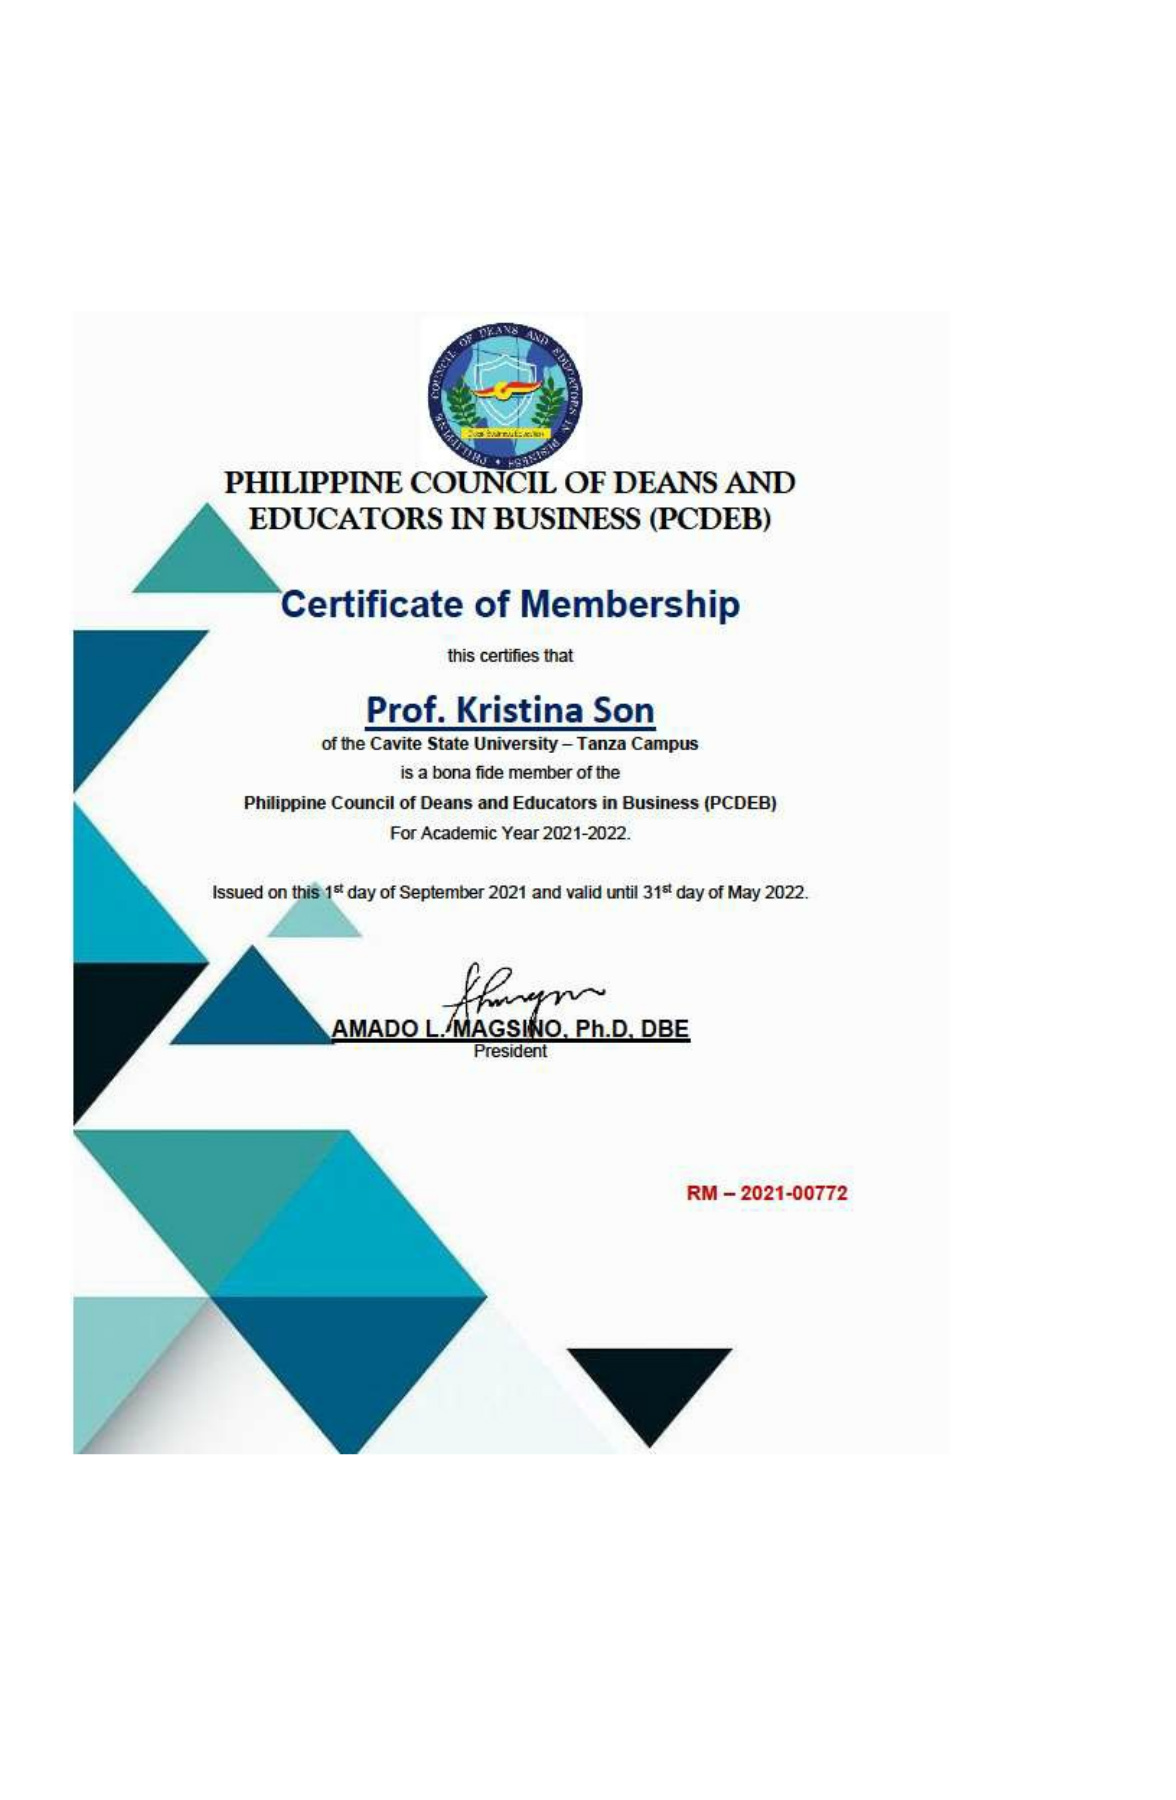 PHILIPPINE COUNCIL OF DEANS AND EDUCATORS IN BUSINESS
PHILIPPINE COUNCIL OF DEANS AND
EDUCATORS IN BUSINESS (PCDEB)
Certificate of Membership
this certifies that
Prof. Kristina Son
of the Cavite State University – Tanza Campus
is a bona fide member of the
Philippine Council of Deans and Educators in Business (PCDEB)
For Academic Year 2021-2022.
Issued on this 1st day of September 2021 and valid until 31st day of May 2022.
AMADO L. MAGSINO, Ph.D, DBE
President
RM – 2021-00772